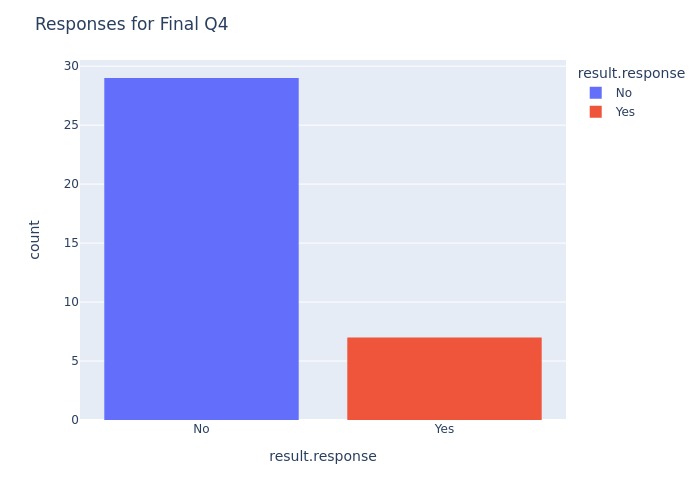 Responses for Final Q4
result.response
No
Yes
30
25
20
15
10
5
0
count
No
Yes
result.response